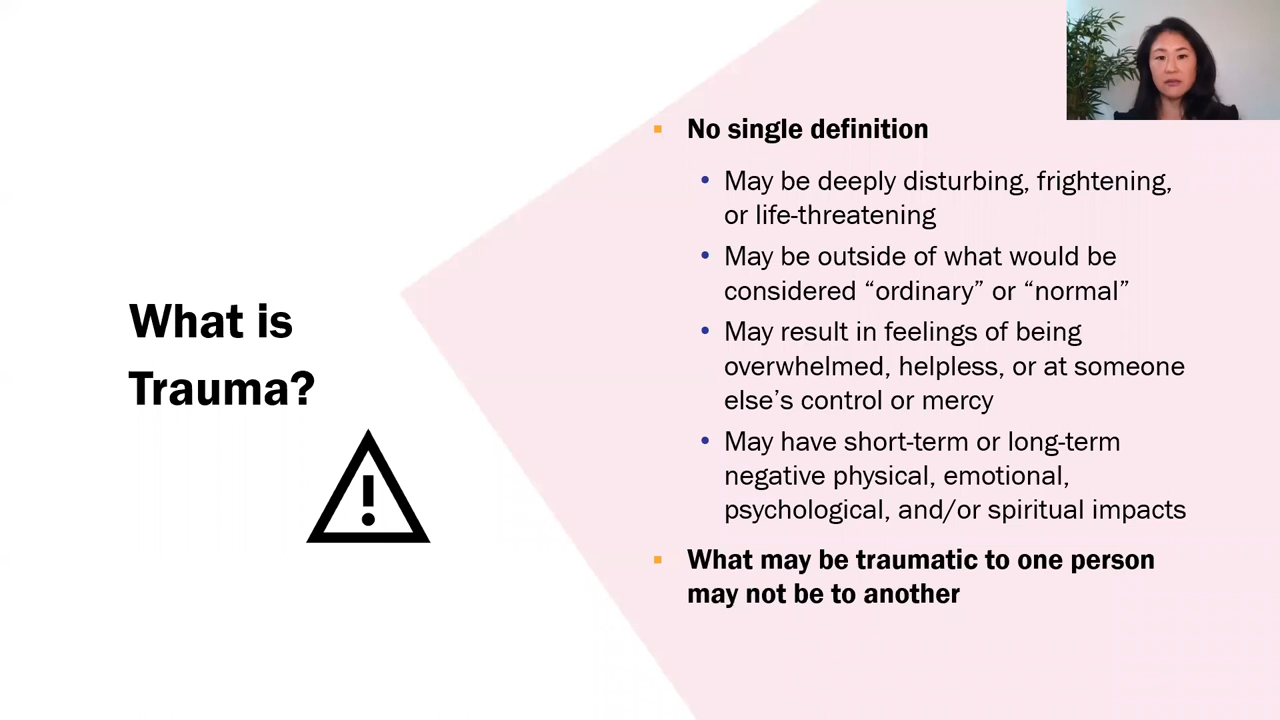 What is
Trauma?
No single definition
May be deeply disturbing, frightening,
or life-threatening
May be outside of what would be
considered “ordinary” or “normal”
May result in feelings of being
overwhelmed, helpless, or at someone
else’s control or mercy
May have short-term or long-term
negative physical, emotional,
psychological, and/or spiritual impacts
What may be traumatic to one person
may not be to another